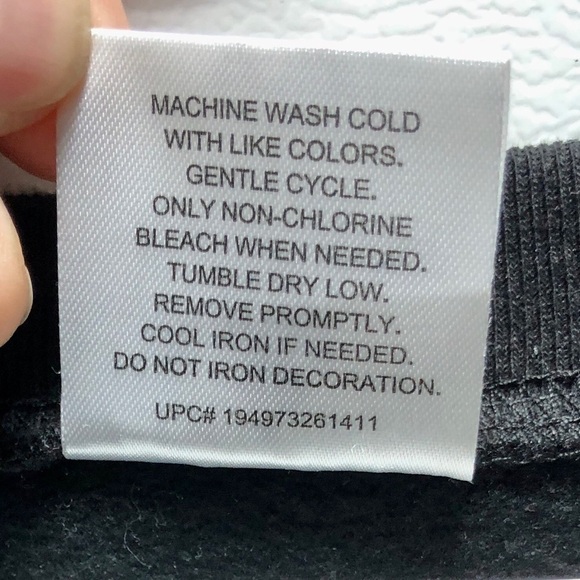 MACHINE WASH COLD
WITH LIKE COLORS.
GENTLE CYCLE.
ONLY NON-CHLORINE
BLEACH WHEN NEEDED.
TUMBLE DRY LOW.
REMOVE PROMPTLY.
COOL IRON IF NEEDED.
DO NOT IRON DECORATION.
UPC# 194973261411